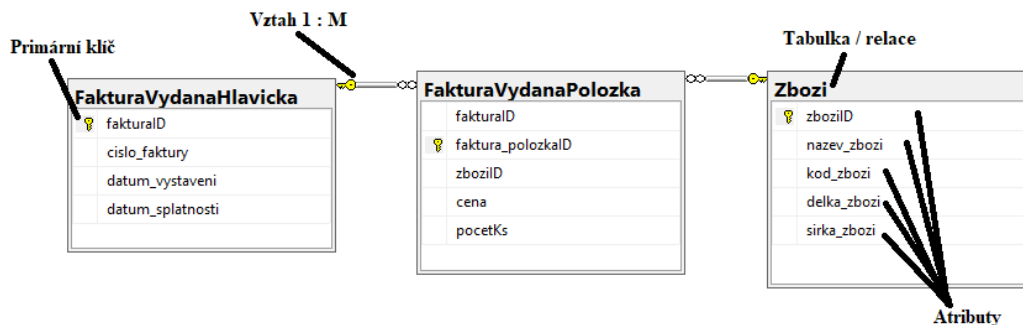 Vztah 1 : M
Primární klíč
Tabulka / relace
FakturaVydanaHlavicka
fakturaID
cislo_faktury
datum_vystaveni
datum_splatnosti
FakturaVydanaPolozka
fakturaID
faktura_polozkaID
zboziID
cena
pocetKs
Zbozi
zboziID
nazev_zbozi
kod_zbozi
delka_zbozi
sirka_zbozi
Atributy